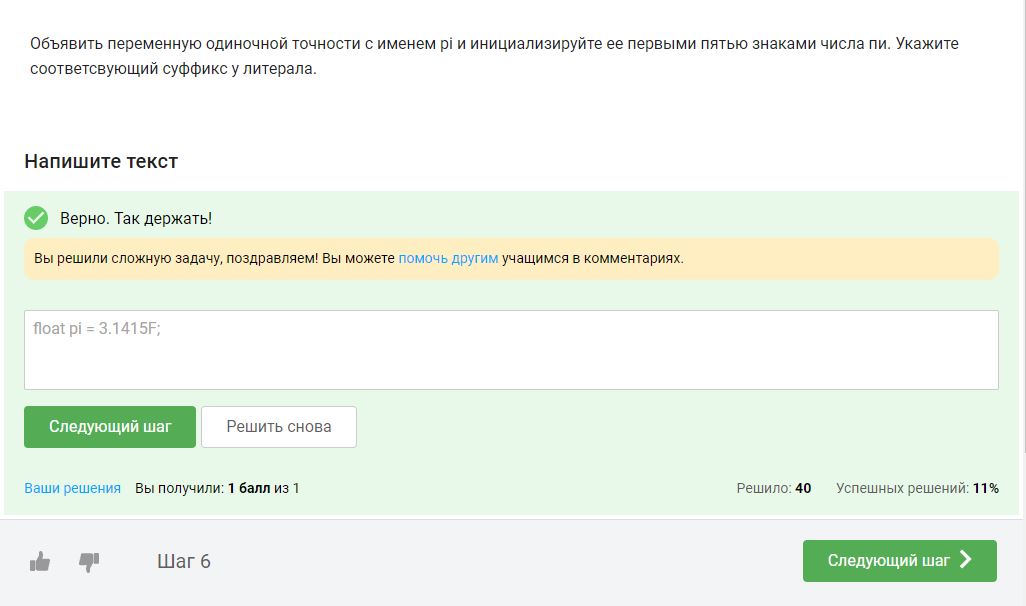 Объявить переменную одиночной точности с именем pi и инициализируйте ее первыми пятью знаками числа пи. Укажите
соответсвующий суффикс у литерала.
Напишите текст
Верно. Так держать!
Вы решили сложную задачу, поздравляем! Вы можете помочь другим учащимся в комментариях.
float pi = 3.1415F;
Следующий шаг Решить снова
Ваши решения Вы получили: 1 балл из 1 Решило: 40 Успешных решений: 11%
Шаг 6 Следующий шаг